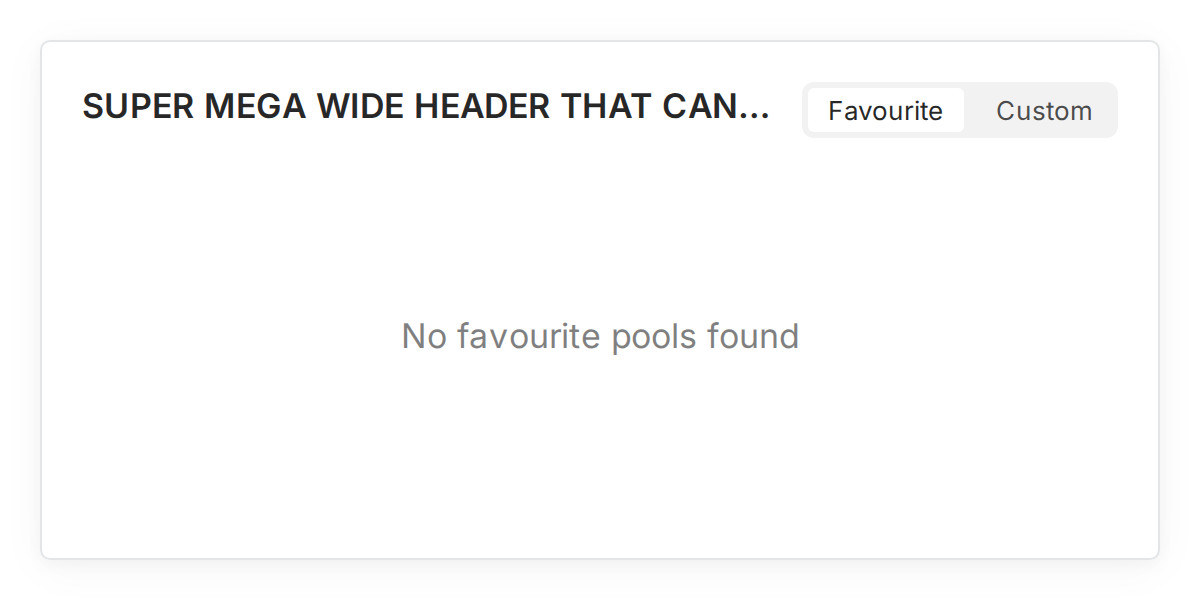 SUPER MEGA WIDE HEADER THAT CAN...
Favourite Custom
No favourite pools found